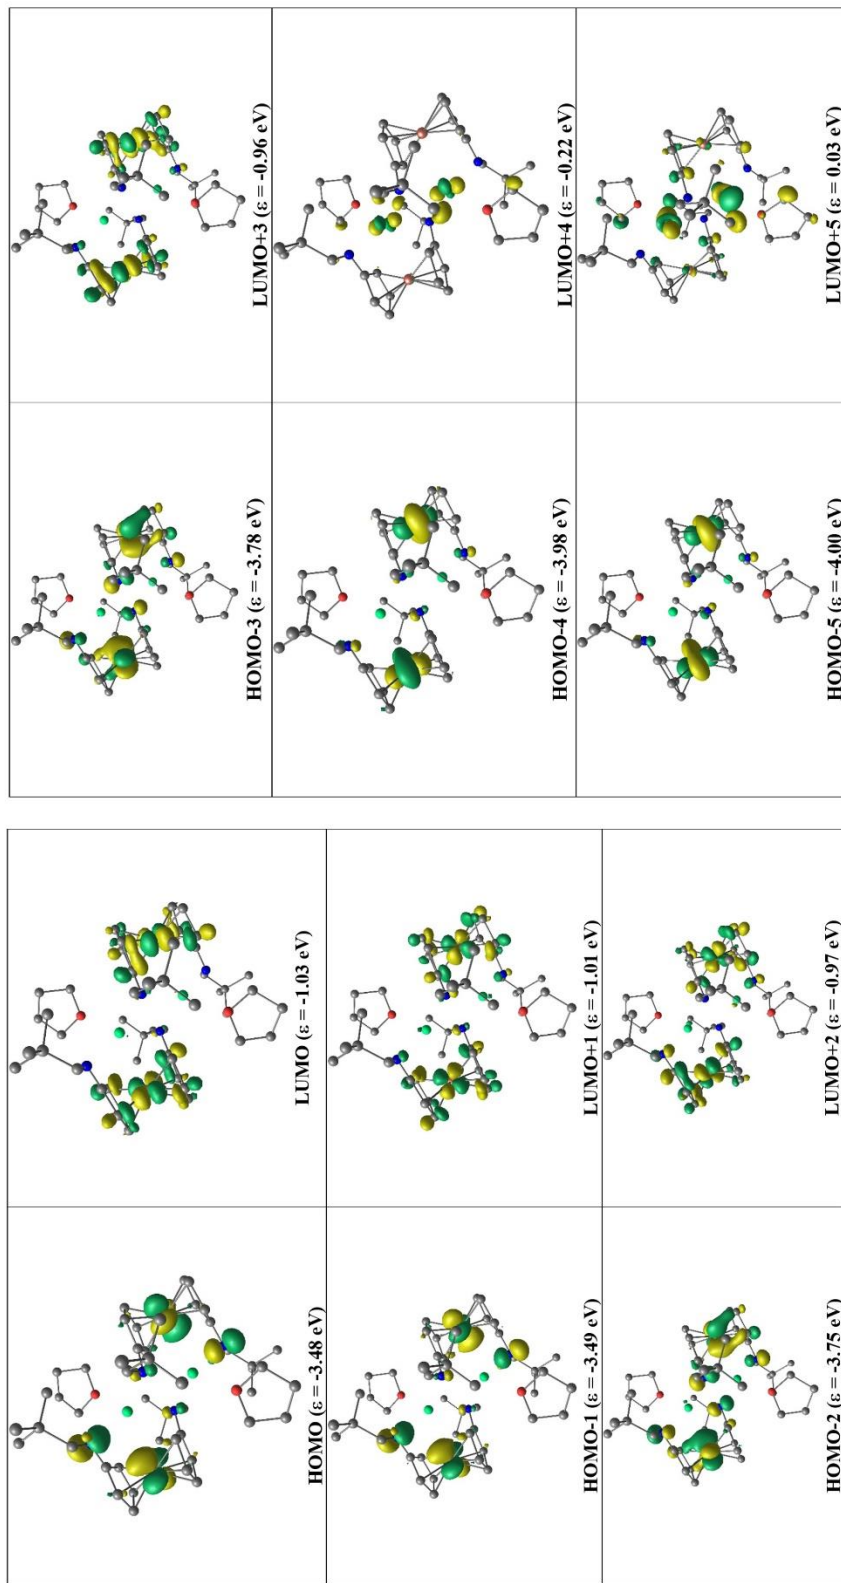 HOMO (ε = -3.48 eV)
LUMO (ε = -1.03 eV)
HOMO-3 (ε = -3.78 eV)
LUMO+3 (ε = -0.96 eV)
HOMO-1 (ε = -3.49 eV)
LUMO+1 (ε = -1.01 eV)
HOMO-4 (ε = -3.98 eV)
LUMO+4 (ε = -0.22 eV)
HOMO-2 (ε = -3.75 eV)
LUMO+2 (ε = -0.97 eV)
HOMO-5 (ε = -4.00 eV)
LUMO+5 (ε = 0.03 eV)